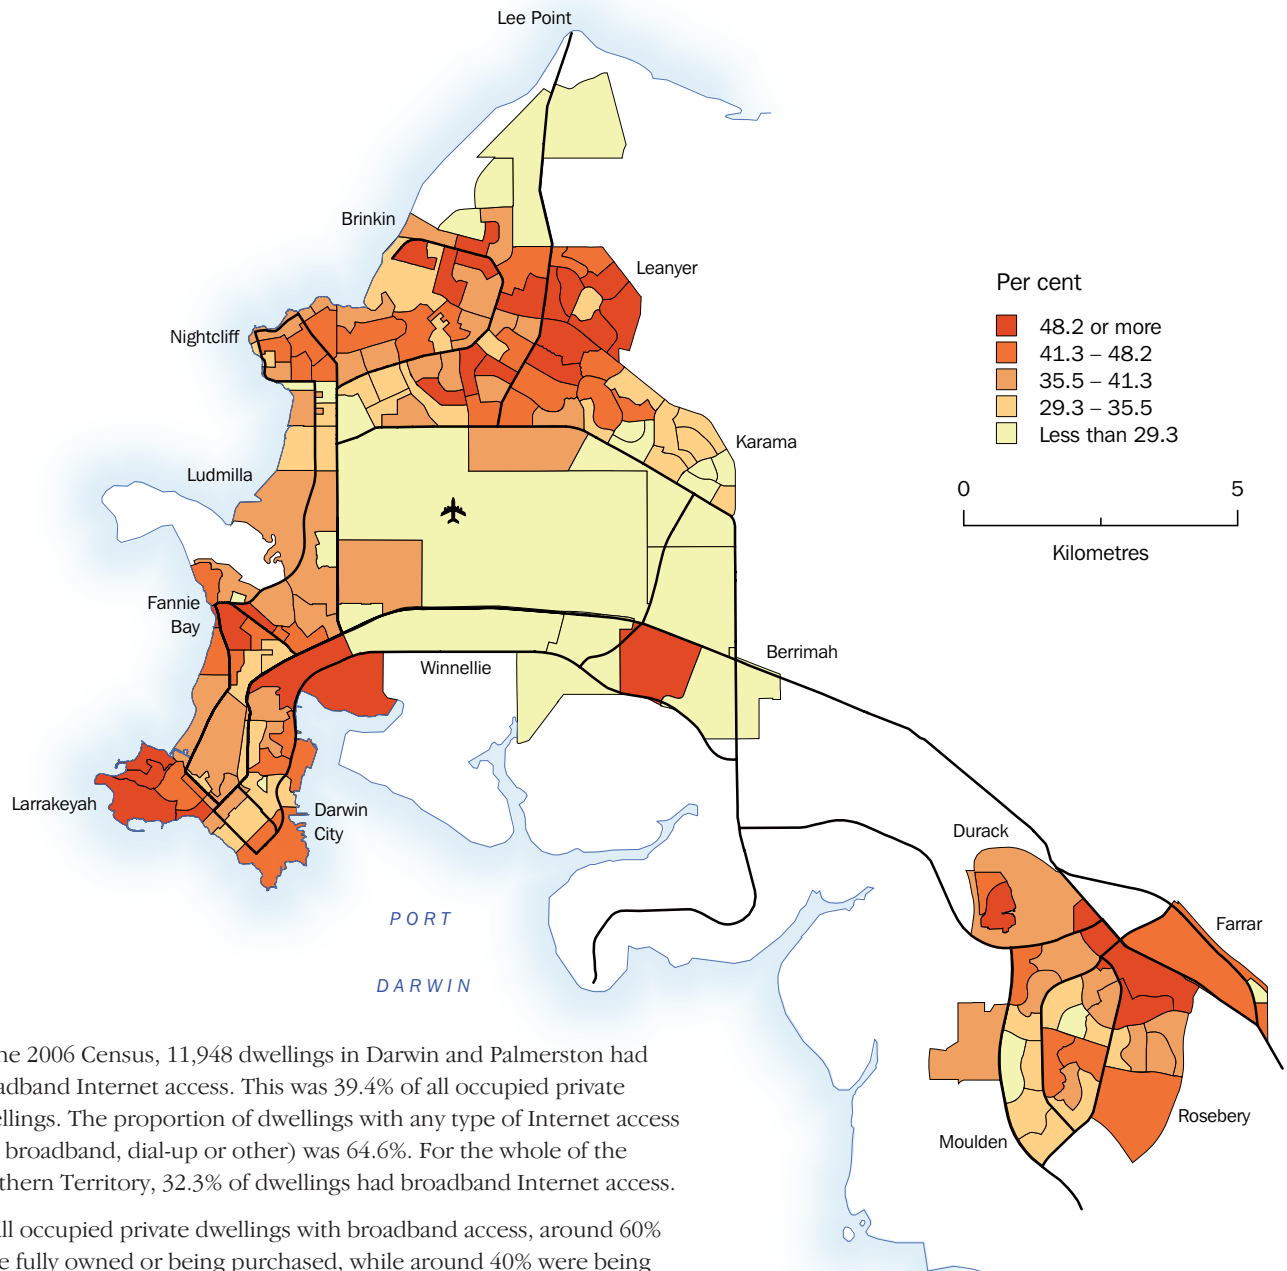 Lee Point
Brinkin
Leanyer
Nightcliff
Per cent
48.2 or more
41.3 – 48.2
35.5 – 41.3
29.3 – 35.5
Less than 29.3
Karama
Ludmilla
0 5
Kilometres
Fannie
Bay
Winnellie
Berrimah
Larrakeyah
Darwin
City
Durack
PORT
DARWIN
Farrar
Rosebery
Moulden
ne 2006 Census, 11,948 dwellings in Darwin and Palmerston had
adband Internet access. This was 39.4% of all occupied private
ellings. The proportion of dwellings with any type of Internet access
broadband, dial-up or other) was 64.6%. For the whole of the
thern Territory, 32.3% of dwellings had broadband Internet access.
all occupied private dwellings with broadband access, around 60%
e fully owned or being purchased, while around 40% were being